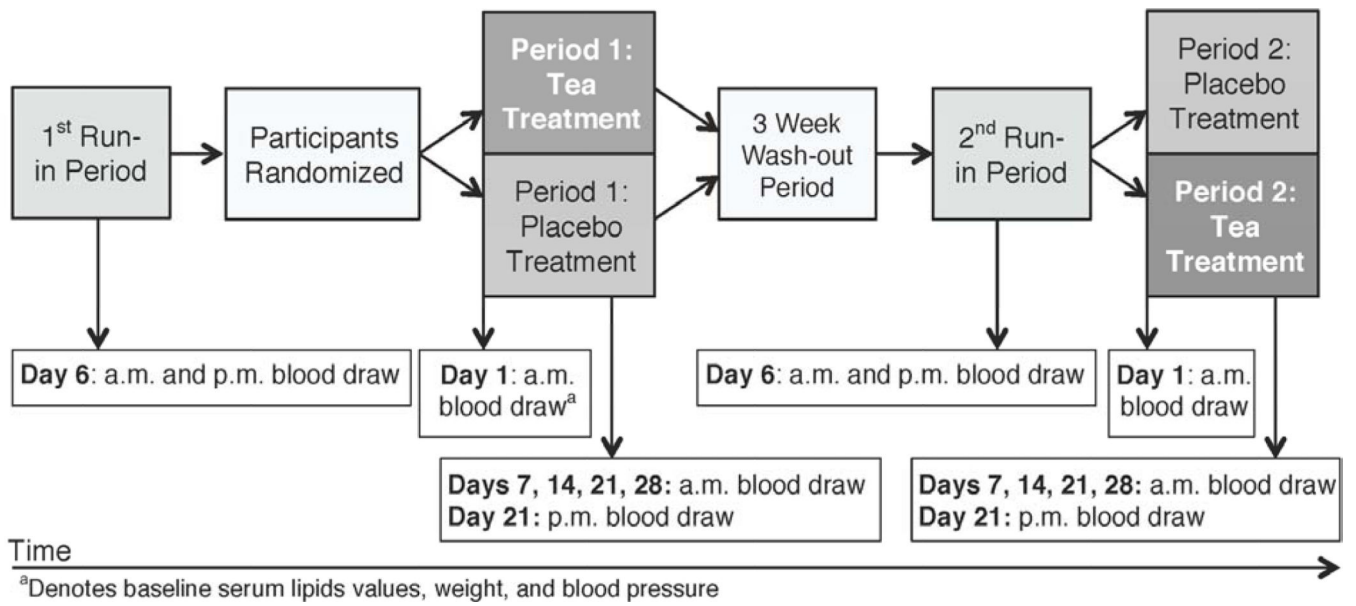 1st Run-
in Period
Participants
Randomized
Period 1:
Tea
Treatment
Period 1:
Placebo
Treatment
3 Week
Wash-out
Period
2nd Run-
in Period
Period 2:
Placebo
Treatment
Period 2:
Tea
Treatment
Day 6: a.m. and p.m. blood draw
Day 1: a.m.
blood drawa
Day 6: a.m. and p.m. blood draw
Day 1: a.m.
blood draw
Days 7, 14, 21, 28: a.m. blood draw
Day 21: p.m. blood draw
Days 7, 14, 21, 28: a.m. blood draw
Day 21: p.m. blood draw
Time
aDenotes baseline serum lipids values, weight, and blood pressure